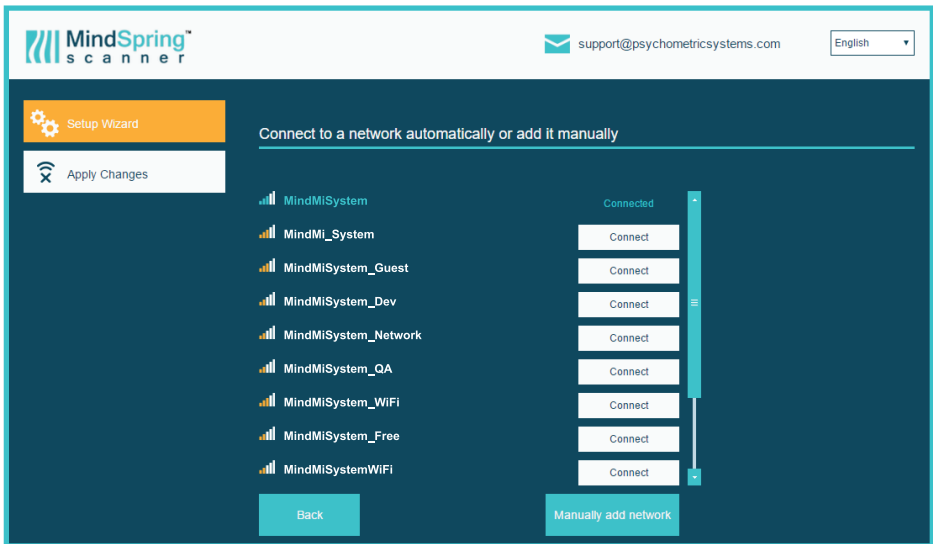 MindSpring™
scanner
support@psychometricsystems.com
English
Setup Wizard
Apply Changes
Connect to a network automatically or add it manually
MindMiSystem Connected
MindMi_System Connect
MindMiSystem_Guest Connect
MindMiSystem_Dev Connect
MindMiSystem_Network Connect
MindMiSystem_QA Connect
MindMiSystem_WiFi Connect
MindMiSystem_Free Connect
MindMiSystemWiFi Connect
Back
Manually add network